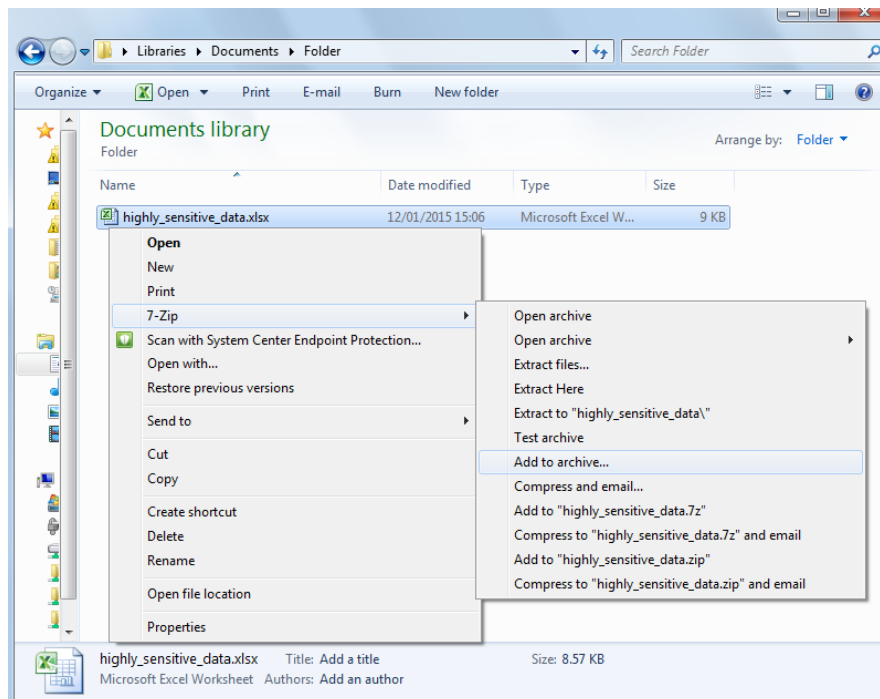 Libraries ▸ Documents ▸ Folder
Search Folder
Organize Open Print E-mail Burn New folder
Documents library
Folder
Arrange by: Folder
Name Date modified Type Size
highly_sensitive_data.xlsx 12/01/2015 15:06 Microsoft Excel W... 9 KB
Open
New
Print
7-Zip
Scan with System Center Endpoint Protection...
Open with...
Restore previous versions
Send to
Cut
Copy
Create shortcut
Delete
Rename
Open file location
Properties
Open archive
Open archive
Extract files...
Extract Here
Extract to "highly_sensitive_data\"
Test archive
Add to archive...
Compress and email...
Add to "highly_sensitive_data.7z"
Compress to "highly_sensitive_data.7z" and email
Add to "highly_sensitive_data.zip"
Compress to "highly_sensitive_data.zip" and email
highly_sensitive_data.xlsx Title: Add a title Size: 8.57 KB
Microsoft Excel Worksheet Authors: Add an author